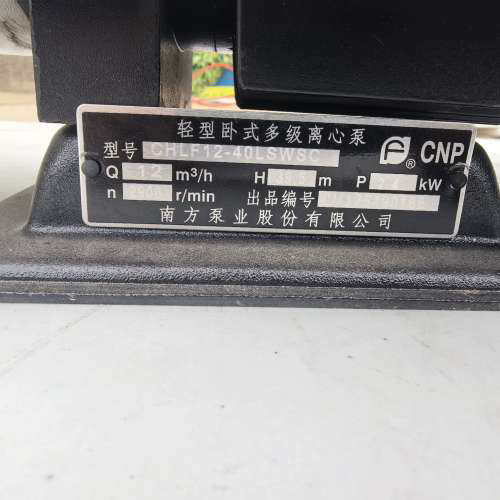 轻型卧式多级离心泵
型号 CHLF12-40LSWSC ® CNP
Q 12 m³/h H m P kW
n r/min 出品编号
南方泵业股份有限公司